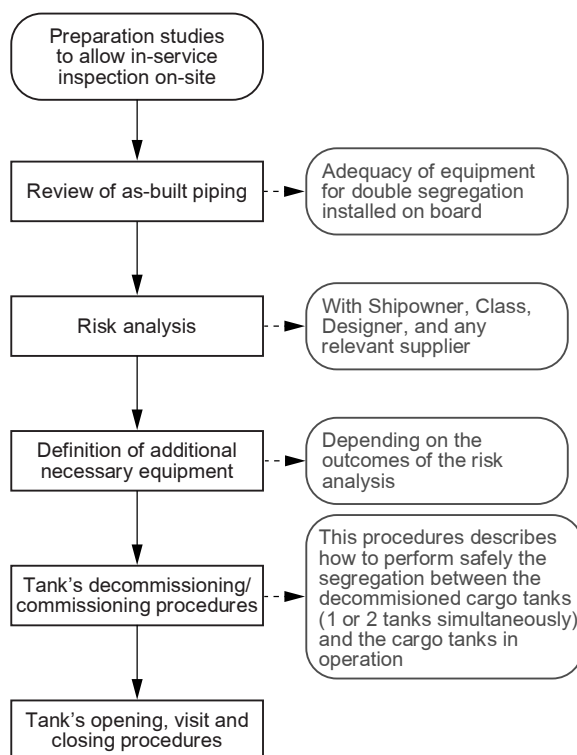 Preparation studies
to allow in-service
inspection on-site
Review of as-built piping
Adequacy of equipment
for double segregation
installed on board
Risk analysis
With Shipowner, Class,
Designer, and any
relevant supplier
Definition of additional
necessary equipment
Depending on the
outcomes of the risk
analysis
Tank's decommissioning/
commissioning procedures
This procedures describes
how to perform safely the
segregation between the
decommisioned cargo tanks
(1 or 2 tanks simultaneously)
and the cargo tanks in
operation
Tank's opening, visit and
closing procedures